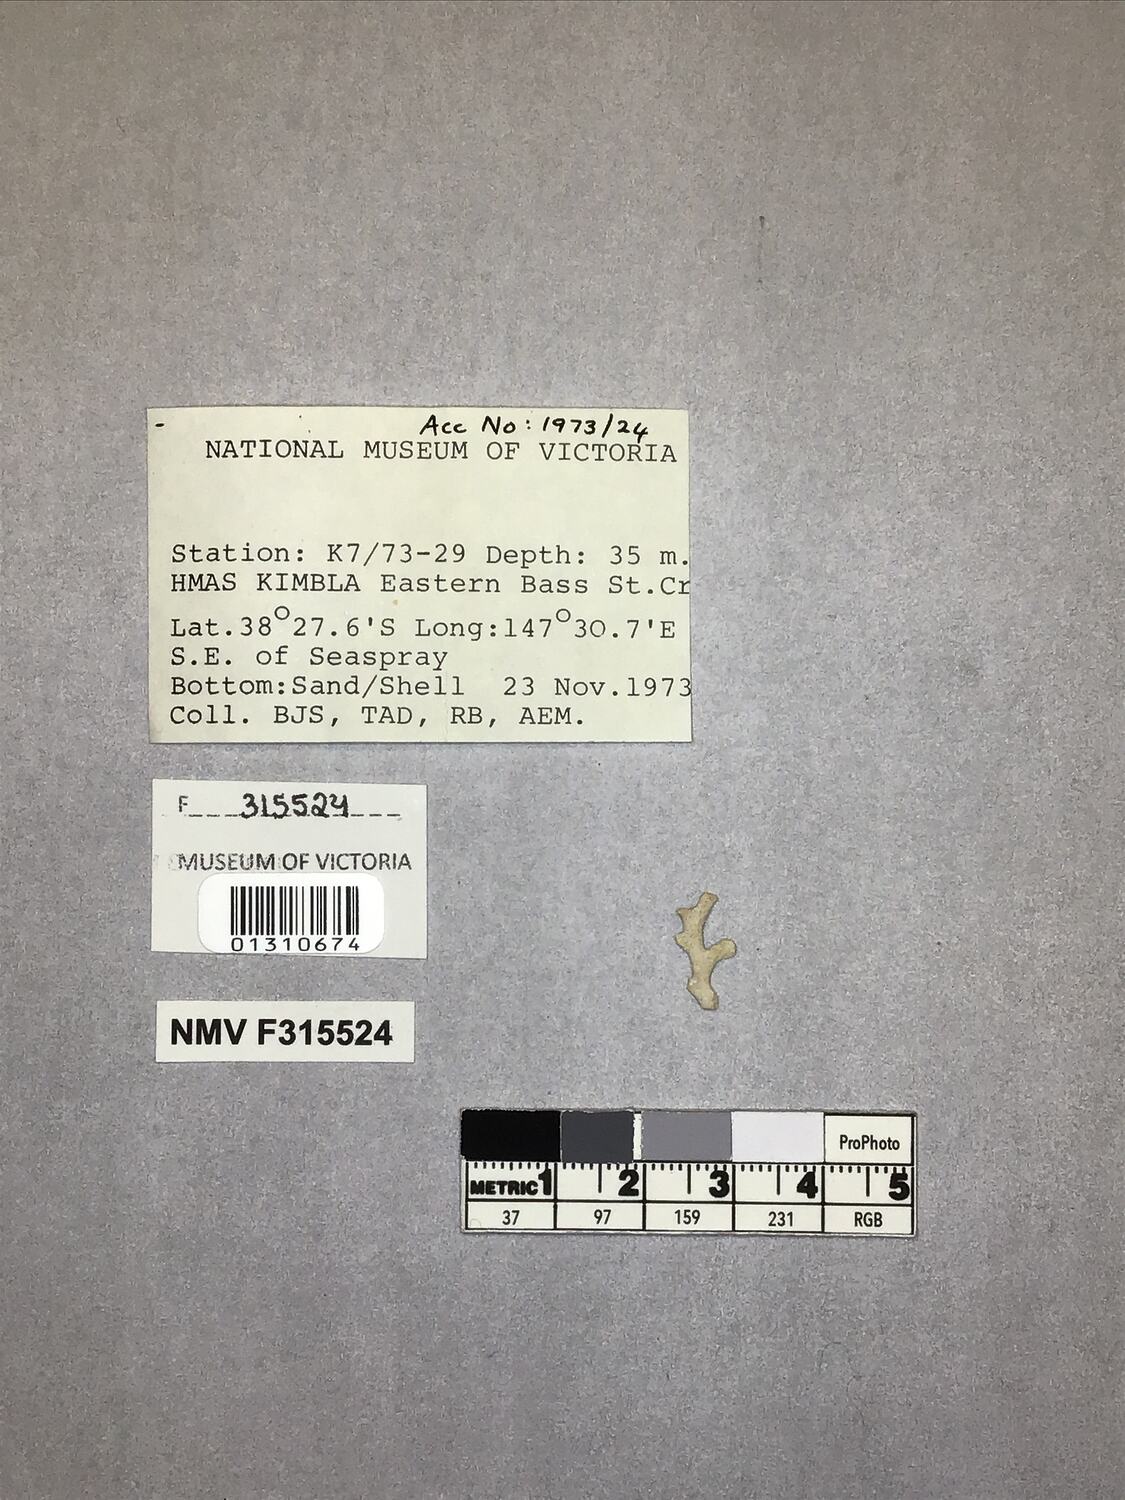 Acc No: 1973/24
NATIONAL MUSEUM OF VICTORIA
Station: K7/73-29 Depth: 35 m.
HMAS KIMBLA Eastern Bass St.Cr
Lat.38°27.6'S Long:147°30.7'E
S.E. of Seaspray
Bottom:Sand/Shell 23 Nov.1973
Coll. BJS, TAD, RB, AEM.
F 315524
MUSEUM OF VICTORIA
01310674
NMV F315524
ProPhoto
METRIC 1 2 3 4 5
37 97 159 231 RGB